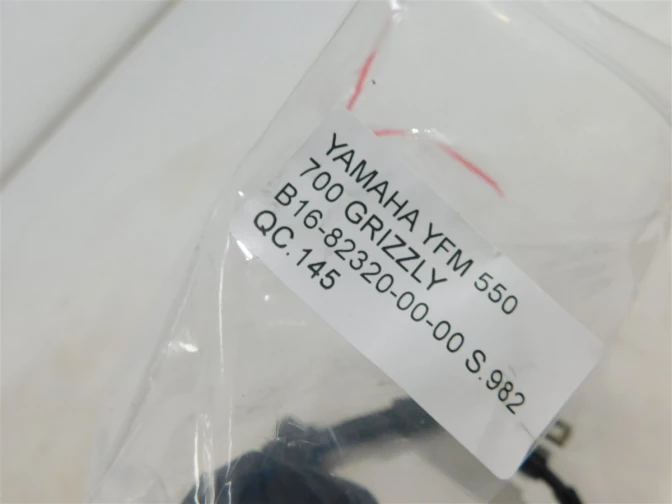 YAMAHA YFM 550
700 GRIZZLY
B16-82320-00-00 S.982
QC.145